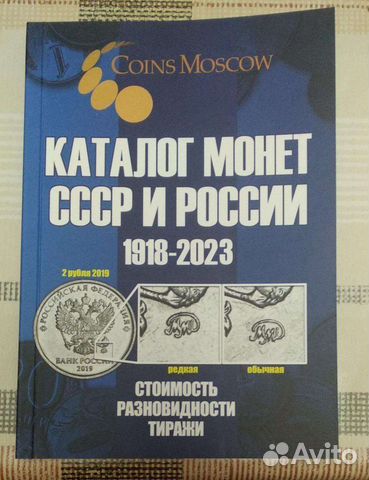 COINS MOSCOW
КАТАЛОГ МОНЕТ
СССР И РОССИИ
1918-2023
2 рубля 2019
РОССИЙСКАЯ ФЕДЕРАЦИЯ
БАНК РОССИИ
2019
редкая
обычная
СТОИМОСТЬ
РАЗНОВИДНОСТИ
ТИРАЖИ
Avito